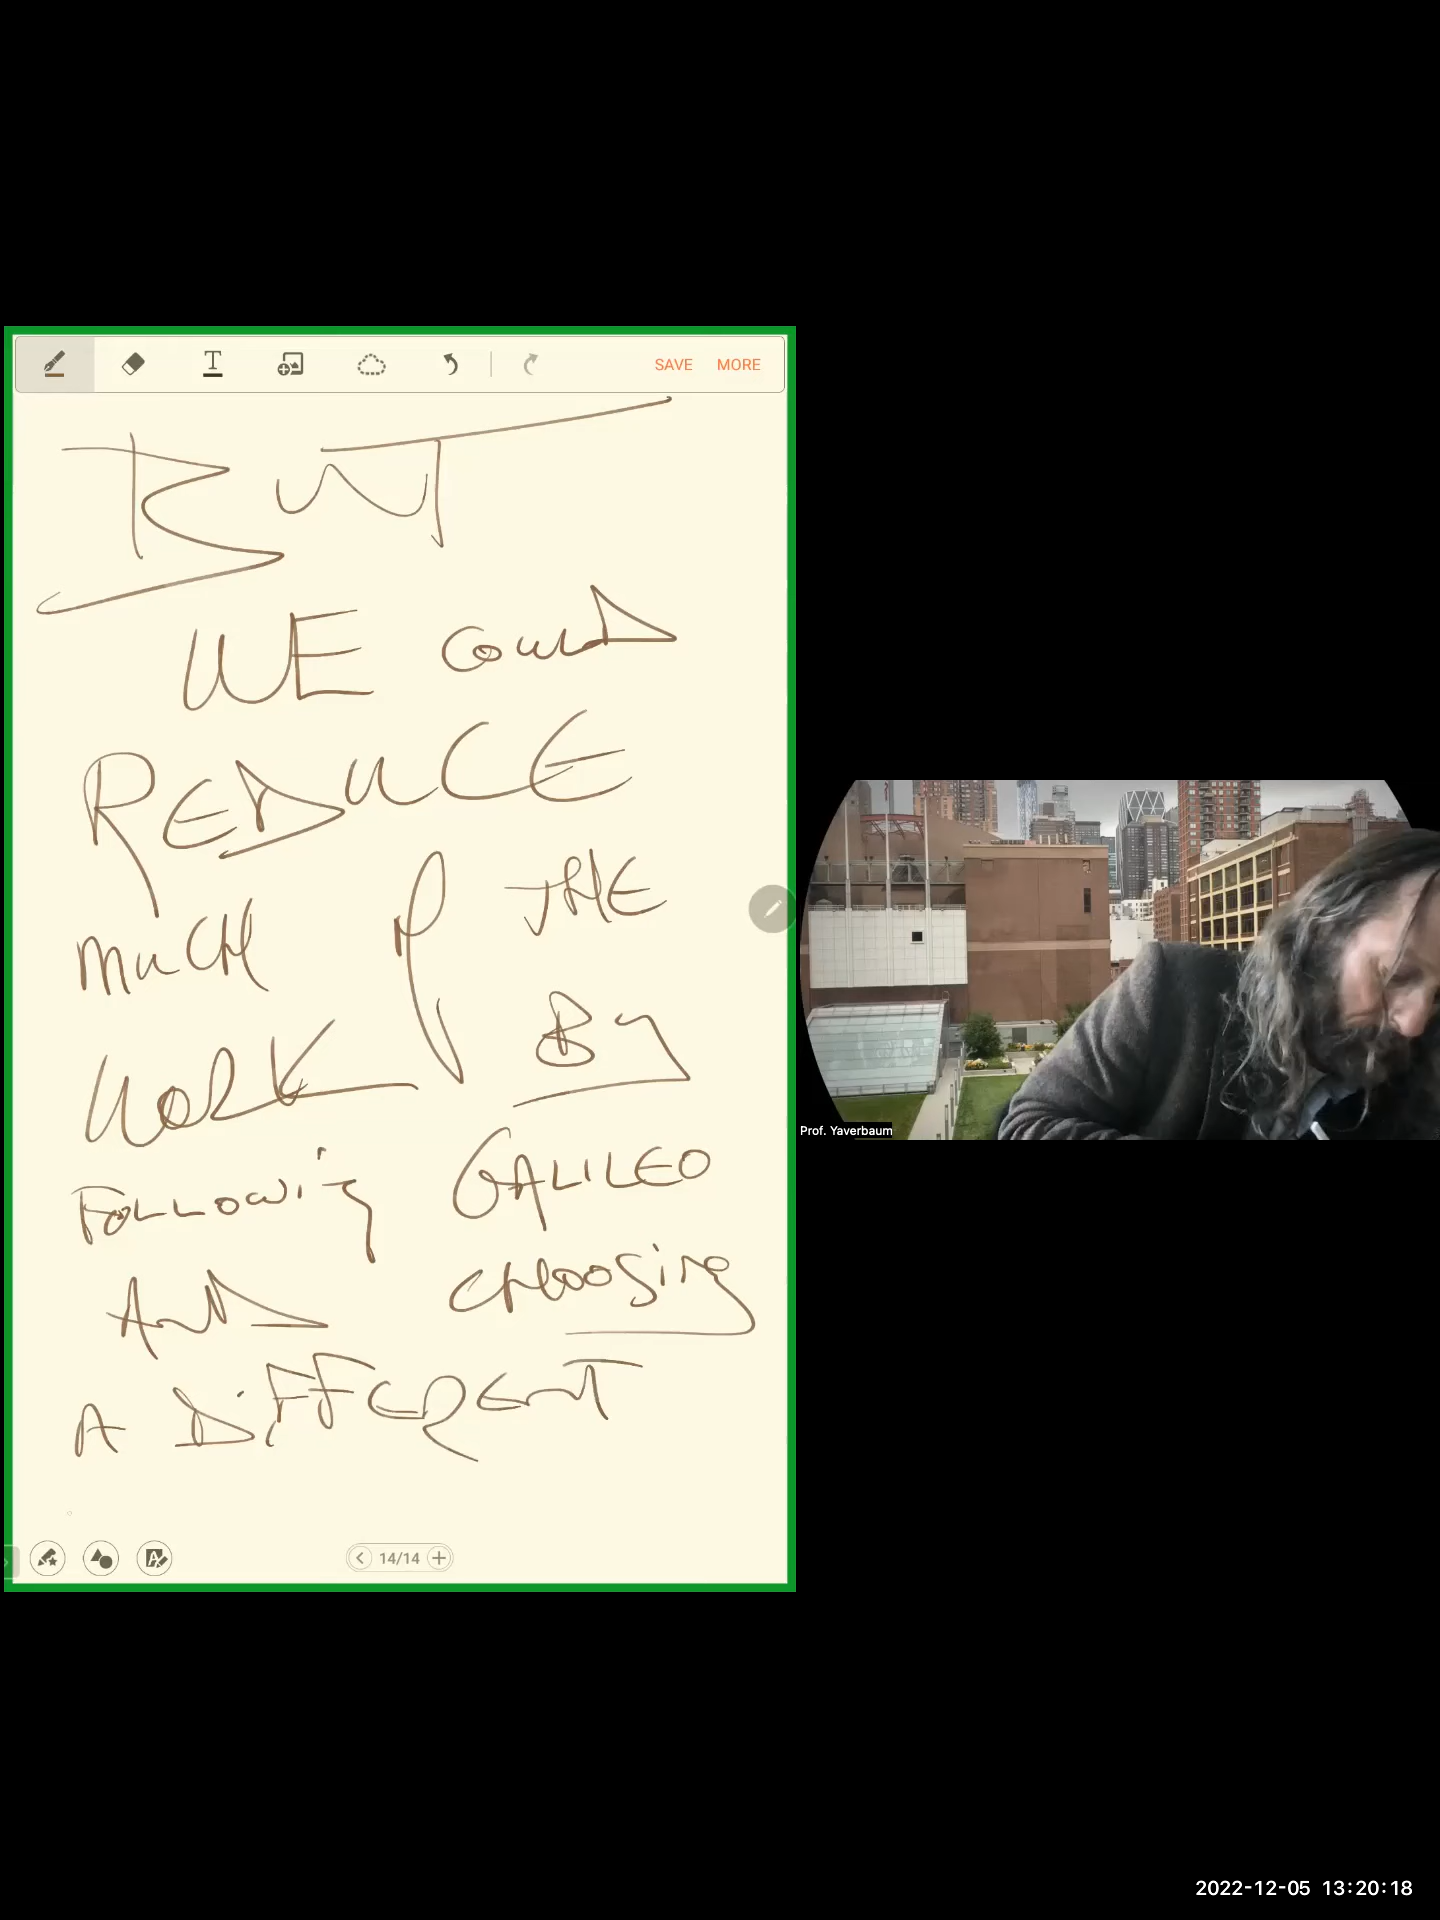 SAVE MORE
BUT
WE COULD
REDUCE
MUCH OF THE
WORK BY
FOLLOWiNg GALILEO
AND CHOOSiNg
A DiFFERENT
14/14
Prof. Yaverbaum
2022-12-05 13:20:18